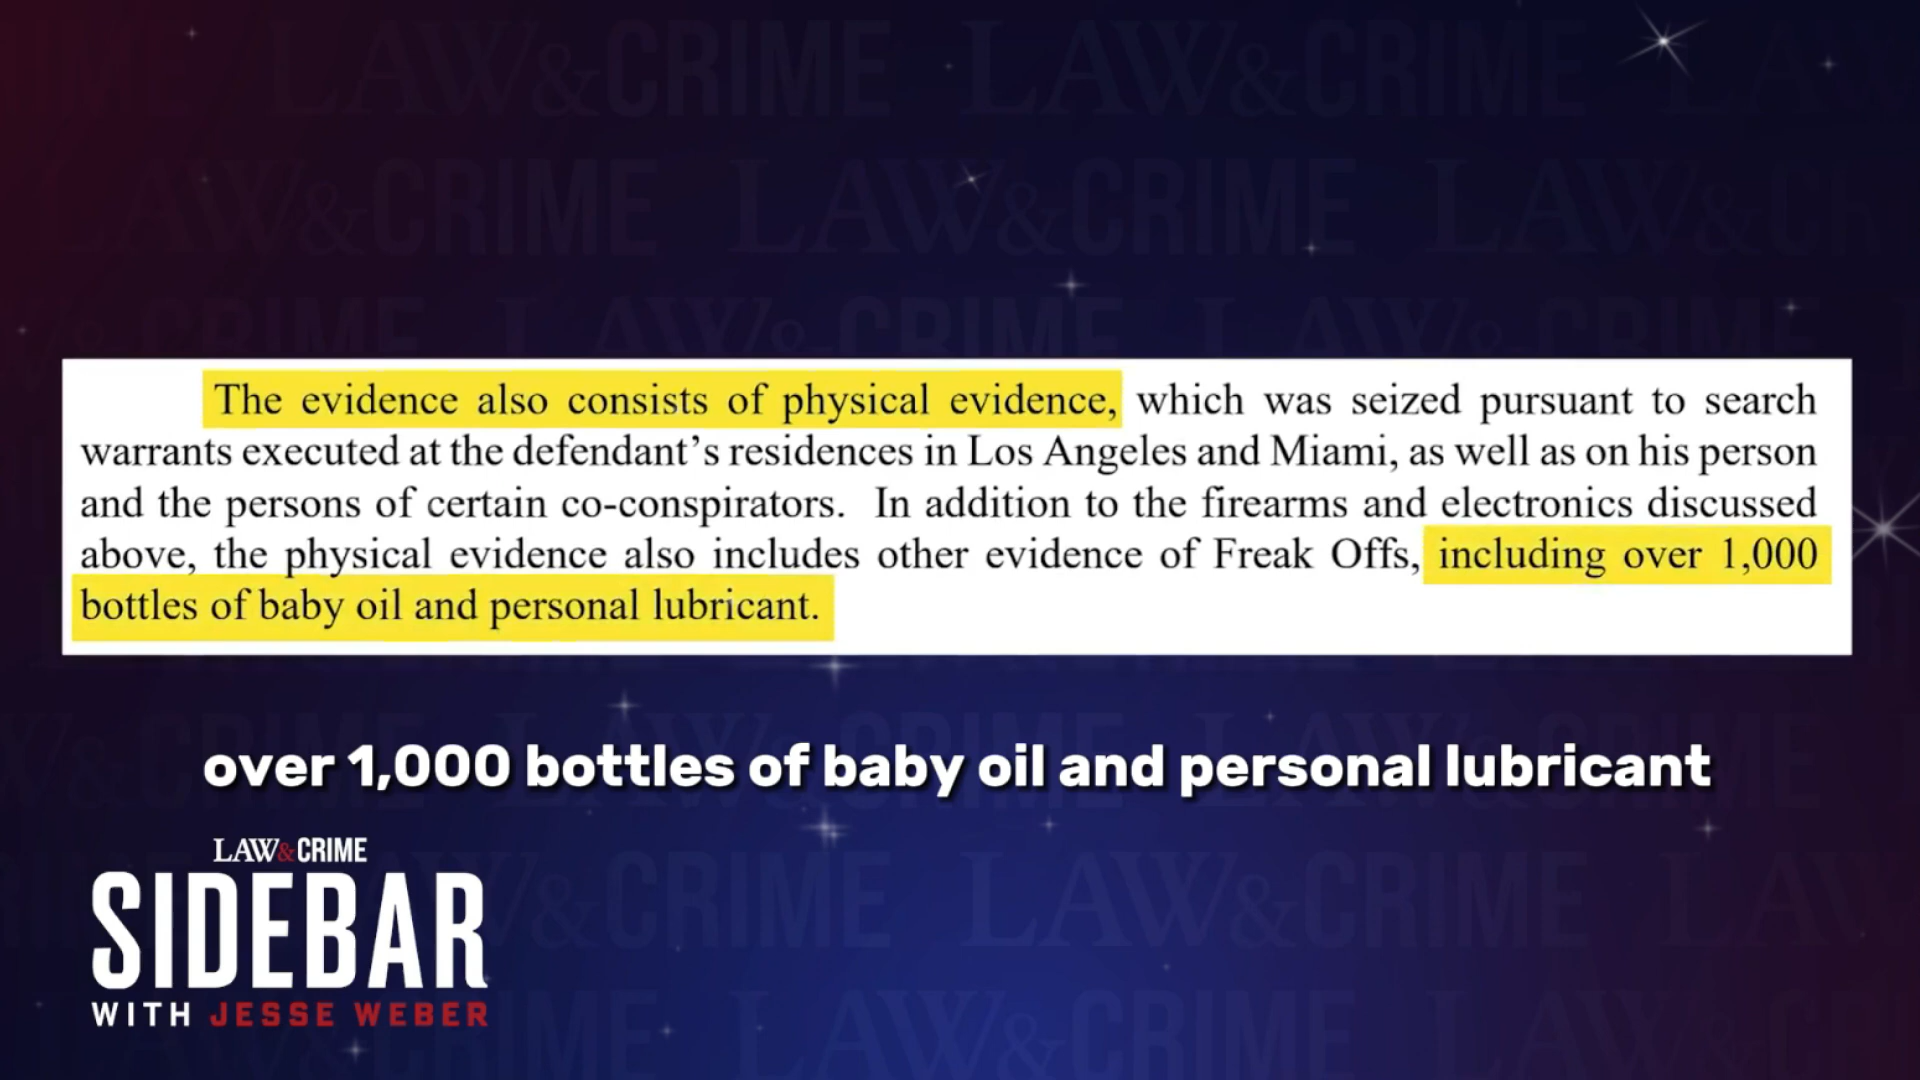 The evidence also consists of physical evidence, which was seized pursuant to search
warrants executed at the defendant's residences in Los Angeles and Miami, as well as on his person
and the persons of certain co-conspirators. In addition to the firearms and electronics discussed
above, the physical evidence also includes other evidence of Freak Offs, including over 1,000
bottles of baby oil and personal lubricant.
over 1,000 bottles of baby oil and personal lubricant
LAW&CRIME
SIDEBAR
WITH JESSE WEBER